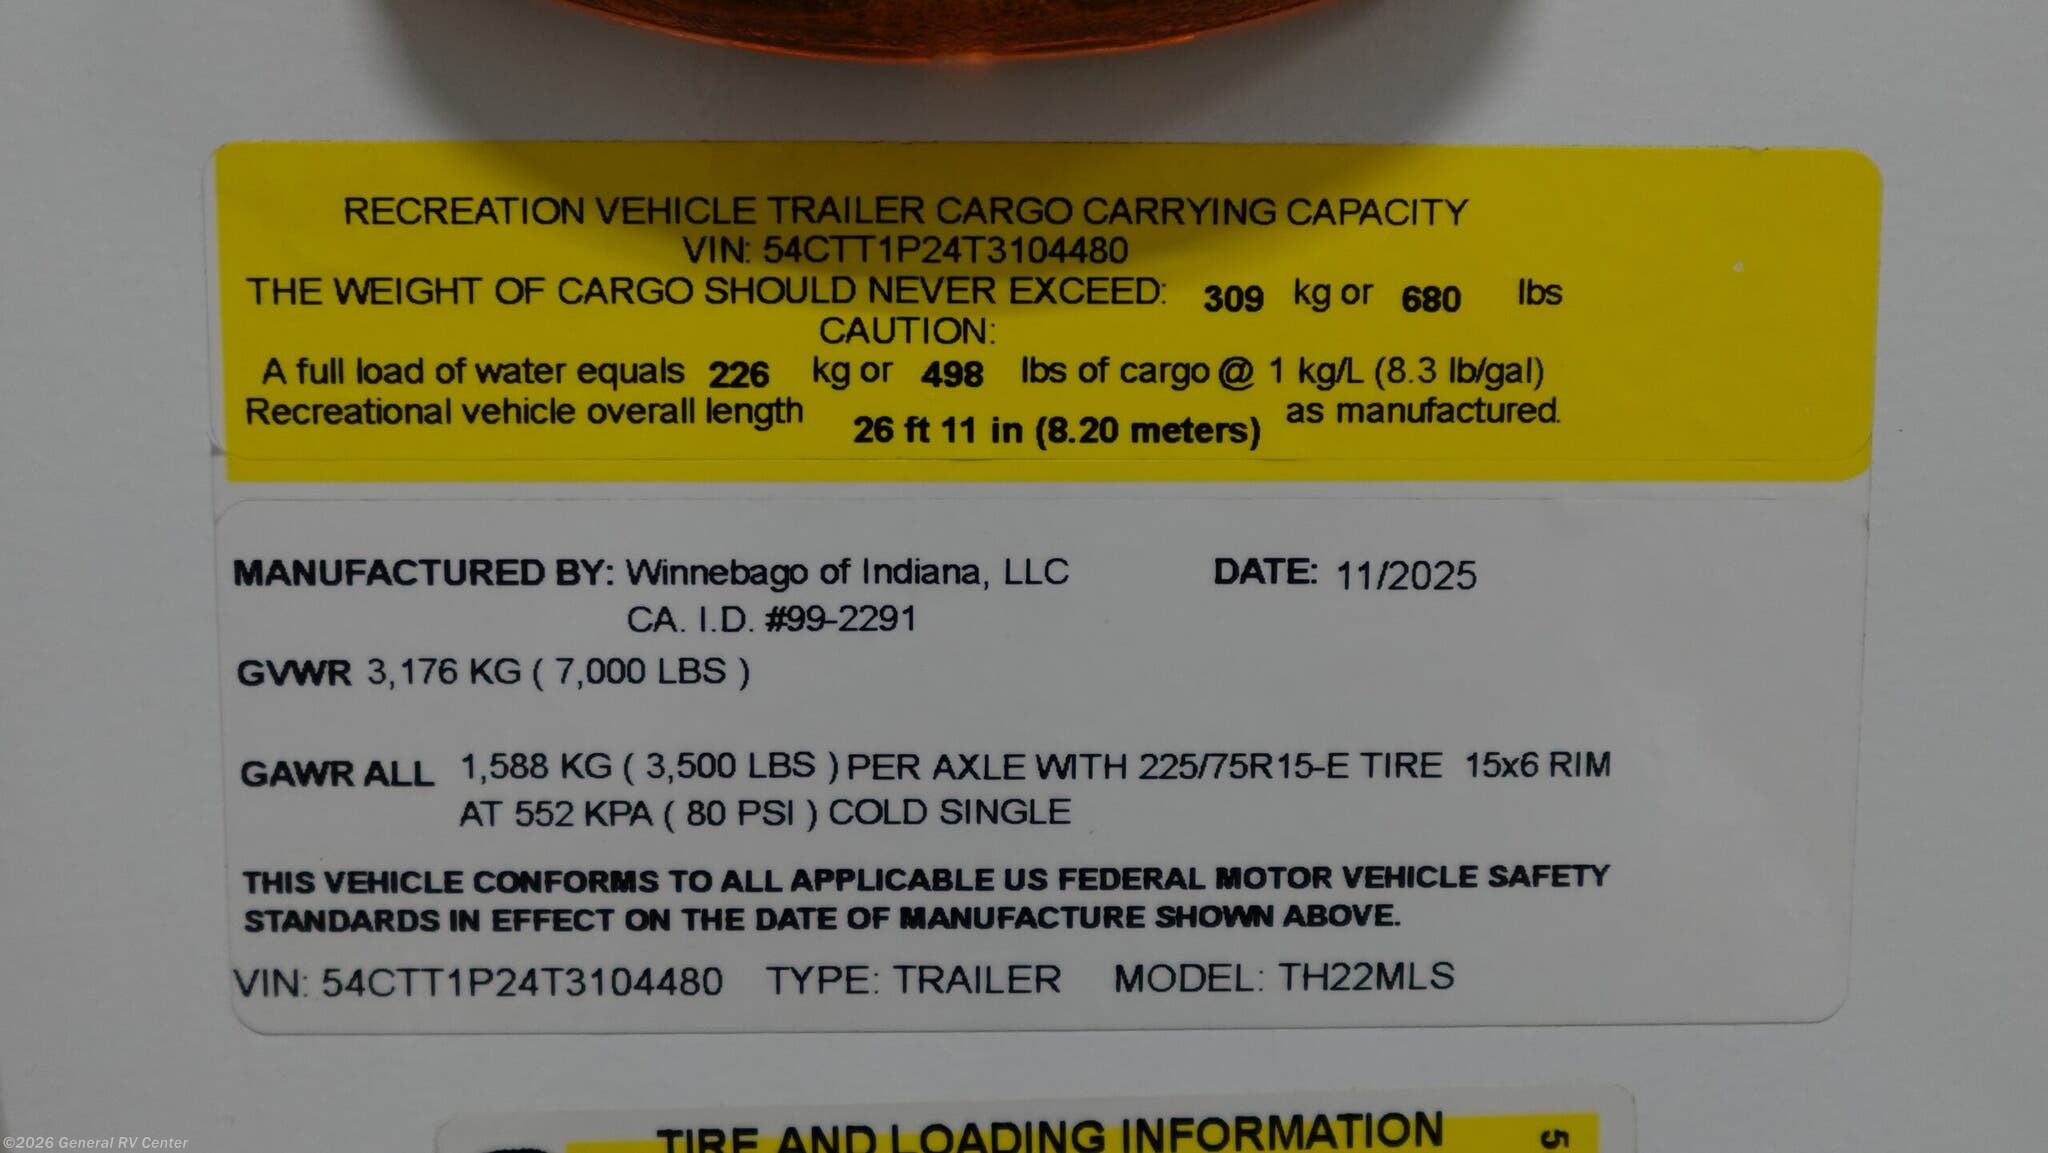 RECREATION VEHICLE TRAILER CARGO CARRYING CAPACITY
VIN: 54CTT1P24T3104480
THE WEIGHT OF CARGO SHOULD NEVER EXCEED: 309 kg or 680 lbs
CAUTION:
A full load of water equals 226 kg or 498 lbs of cargo @ 1 kg/L (8.3 lb/gal)
Recreational vehicle overall length 26 ft 11 in (8.20 meters) as manufactured.
MANUFACTURED BY: Winnebago of Indiana, LLC DATE: 11/2025
CA. I.D. #99-2291
GVWR 3,176 KG ( 7,000 LBS )
GAWR ALL 1,588 KG ( 3,500 LBS ) PER AXLE WITH 225/75R15-E TIRE 15x6 RIM
AT 552 KPA ( 80 PSI ) COLD SINGLE
THIS VEHICLE CONFORMS TO ALL APPLICABLE US FEDERAL MOTOR VEHICLE SAFETY
STANDARDS IN EFFECT ON THE DATE OF MANUFACTURE SHOWN ABOVE.
VIN: 54CTT1P24T3104480 TYPE: TRAILER MODEL: TH22MLS
TIRE AND LOADING INFORMATION
5
©2026 General RV Center